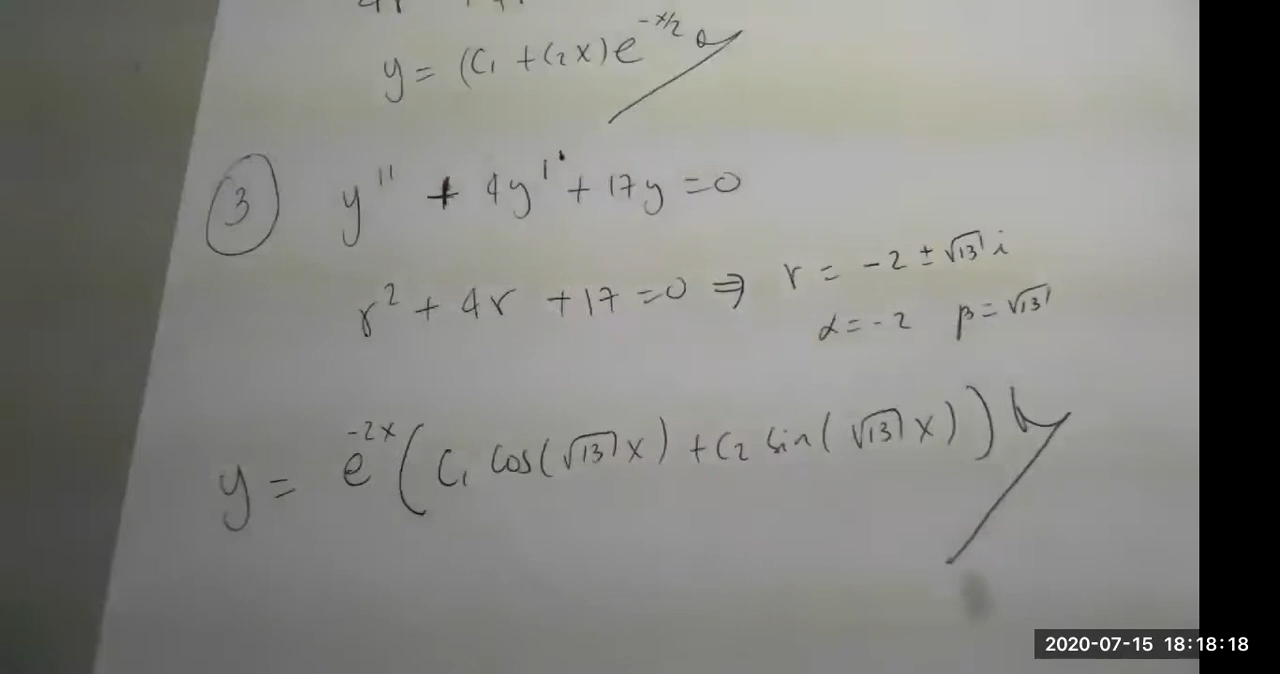 y = (C₁ + C₂x)e^{-x/2}
③ y'' + 4y' + 17y = 0
r² + 4r + 17 = 0 ⇒ r = -2 ± √13 i
α = -2 β = √13
y = e^{-2x}(C₁ cos(√13 x) + C₂ sin(√13 x))
2020-07-15 18:18:18